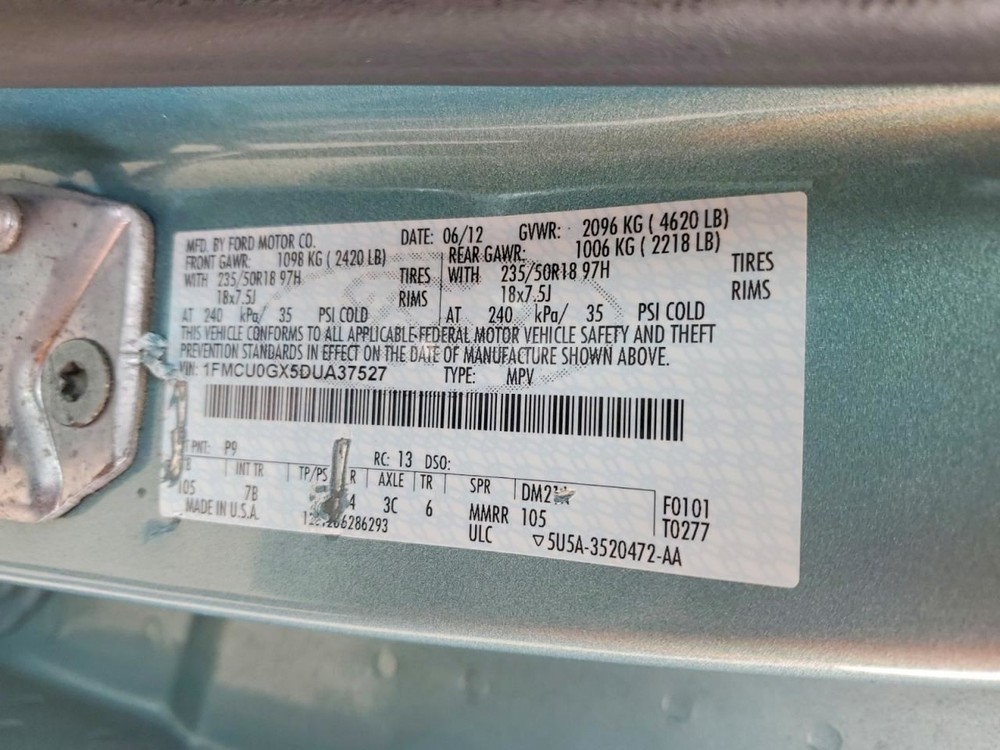 MFD. BY FORD MOTOR CO. DATE: 06/12 GVWR: 2096 KG ( 4620 LB)
FRONT GAWR: 1098 KG ( 2420 LB) REAR GAWR: 1006 KG ( 2218 LB)
WITH 235/50R18 97H TIRES WITH 235/50R18 97H TIRES
18x7.5J RIMS 18x7.5J RIMS
AT 240 kPa/ 35 PSI COLD AT 240 kPa/ 35 PSI COLD
THIS VEHICLE CONFORMS TO ALL APPLICABLE FEDERAL MOTOR VEHICLE SAFETY AND THEFT
PREVENTION STANDARDS IN EFFECT ON THE DATE OF MANUFACTURE SHOWN ABOVE.
VIN: 1FMCU0GX5DUA37527 TYPE: MPV
PNT: P9
RC: 13 DSO:
INT TR TP/PS R AXLE TR SPR
105 7B 4 3C 6 MMRR 105 F0101
MADE IN U.S.A. ULC ▽5U5A-3520472-AA T0277